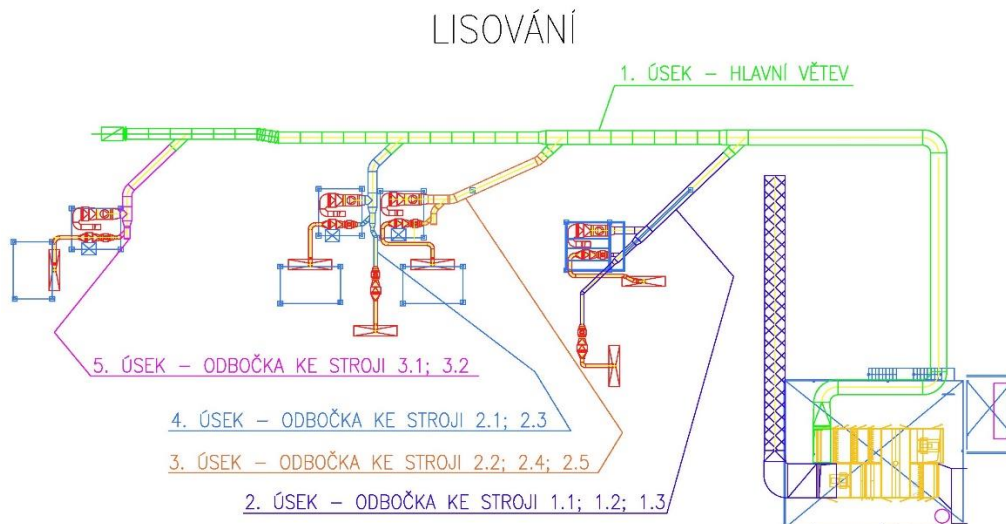 LISOVÁNÍ
1. ÚSEK – HLAVNÍ VĚTEV
5. ÚSEK – ODBOČKA KE STROJI 3.1; 3.2
4. ÚSEK – ODBOČKA KE STROJI 2.1; 2.3
3. ÚSEK – ODBOČKA KE STROJI 2.2; 2.4; 2.5
2. ÚSEK – ODBOČKA KE STROJI 1.1; 1.2; 1.3